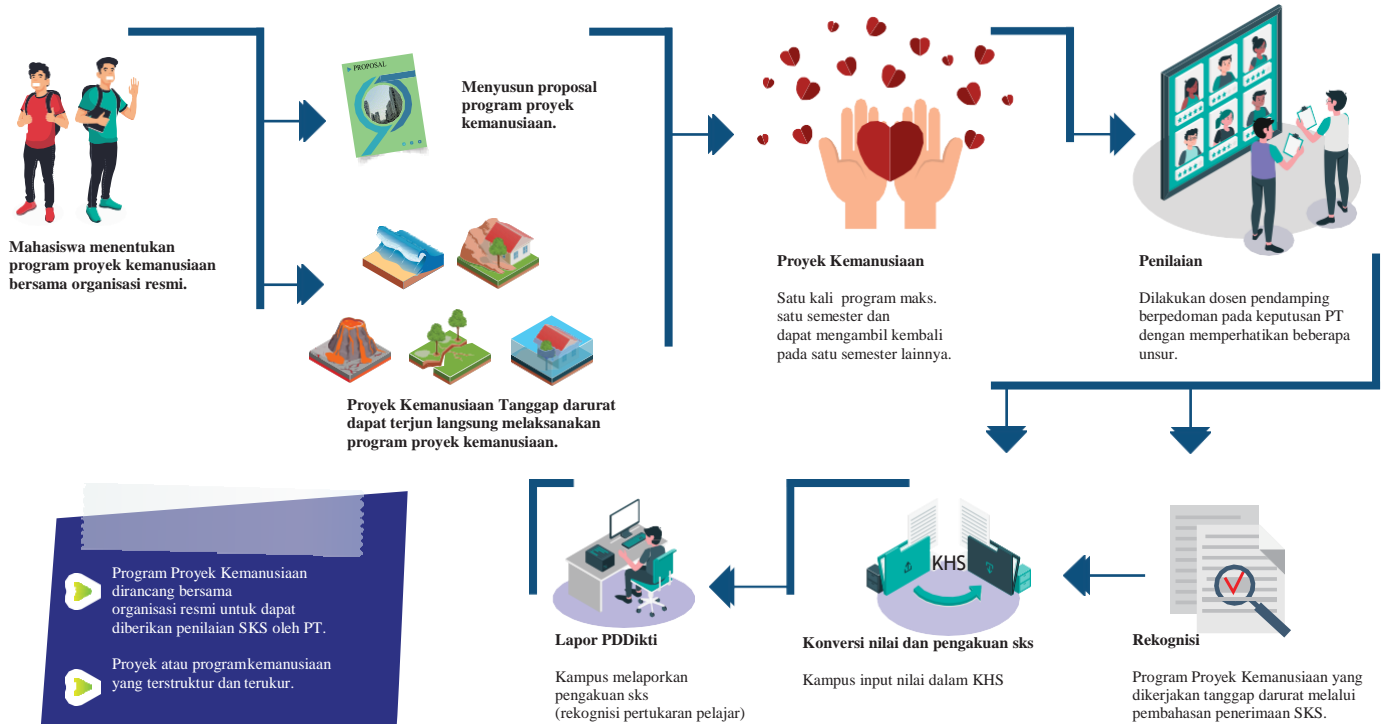 Mahasiswa menentukan
program proyek kemanusiaan
bersama organisasi resmi.
PROPOSAL
Menyusun proposal
program proyek
kemanusiaan.
Proyek Kemanusiaan Tanggap darurat
dapat terjun langsung melaksanakan
program proyek kemanusiaan.
Proyek Kemanusiaan
Satu kali program maks.
satu semester dan
dapat mengambil kembali
pada satu semester lainnya.
Penilaian
Dilakukan dosen pendamping
berpedoman pada keputusan PT
dengan memperhatikan beberapa
unsur.
Rekognisi
Program Proyek Kemanusiaan yang
dikerjakan tanggap darurat melalui
pembahasan penerimaan SKS.
KHS
Konversi nilai dan pengakuan sks
Kampus input nilai dalam KHS
Lapor PDDikti
Kampus melaporkan
pengakuan sks
(rekognisi pertukaran pelajar)
Program Proyek Kemanusiaan
dirancang bersama
organisasi resmi untuk dapat
diberikan penilaian SKS oleh PT.
Proyek atau programkemanusiaan
yang terstruktur dan terukur.